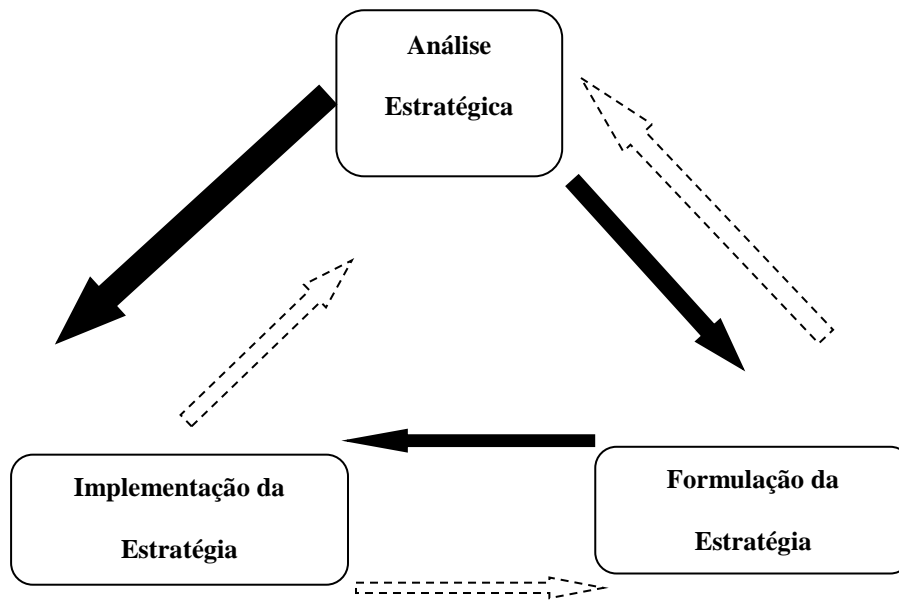 Análise
Estratégica
Implementação da
Estratégia
Formulação da
Estratégia